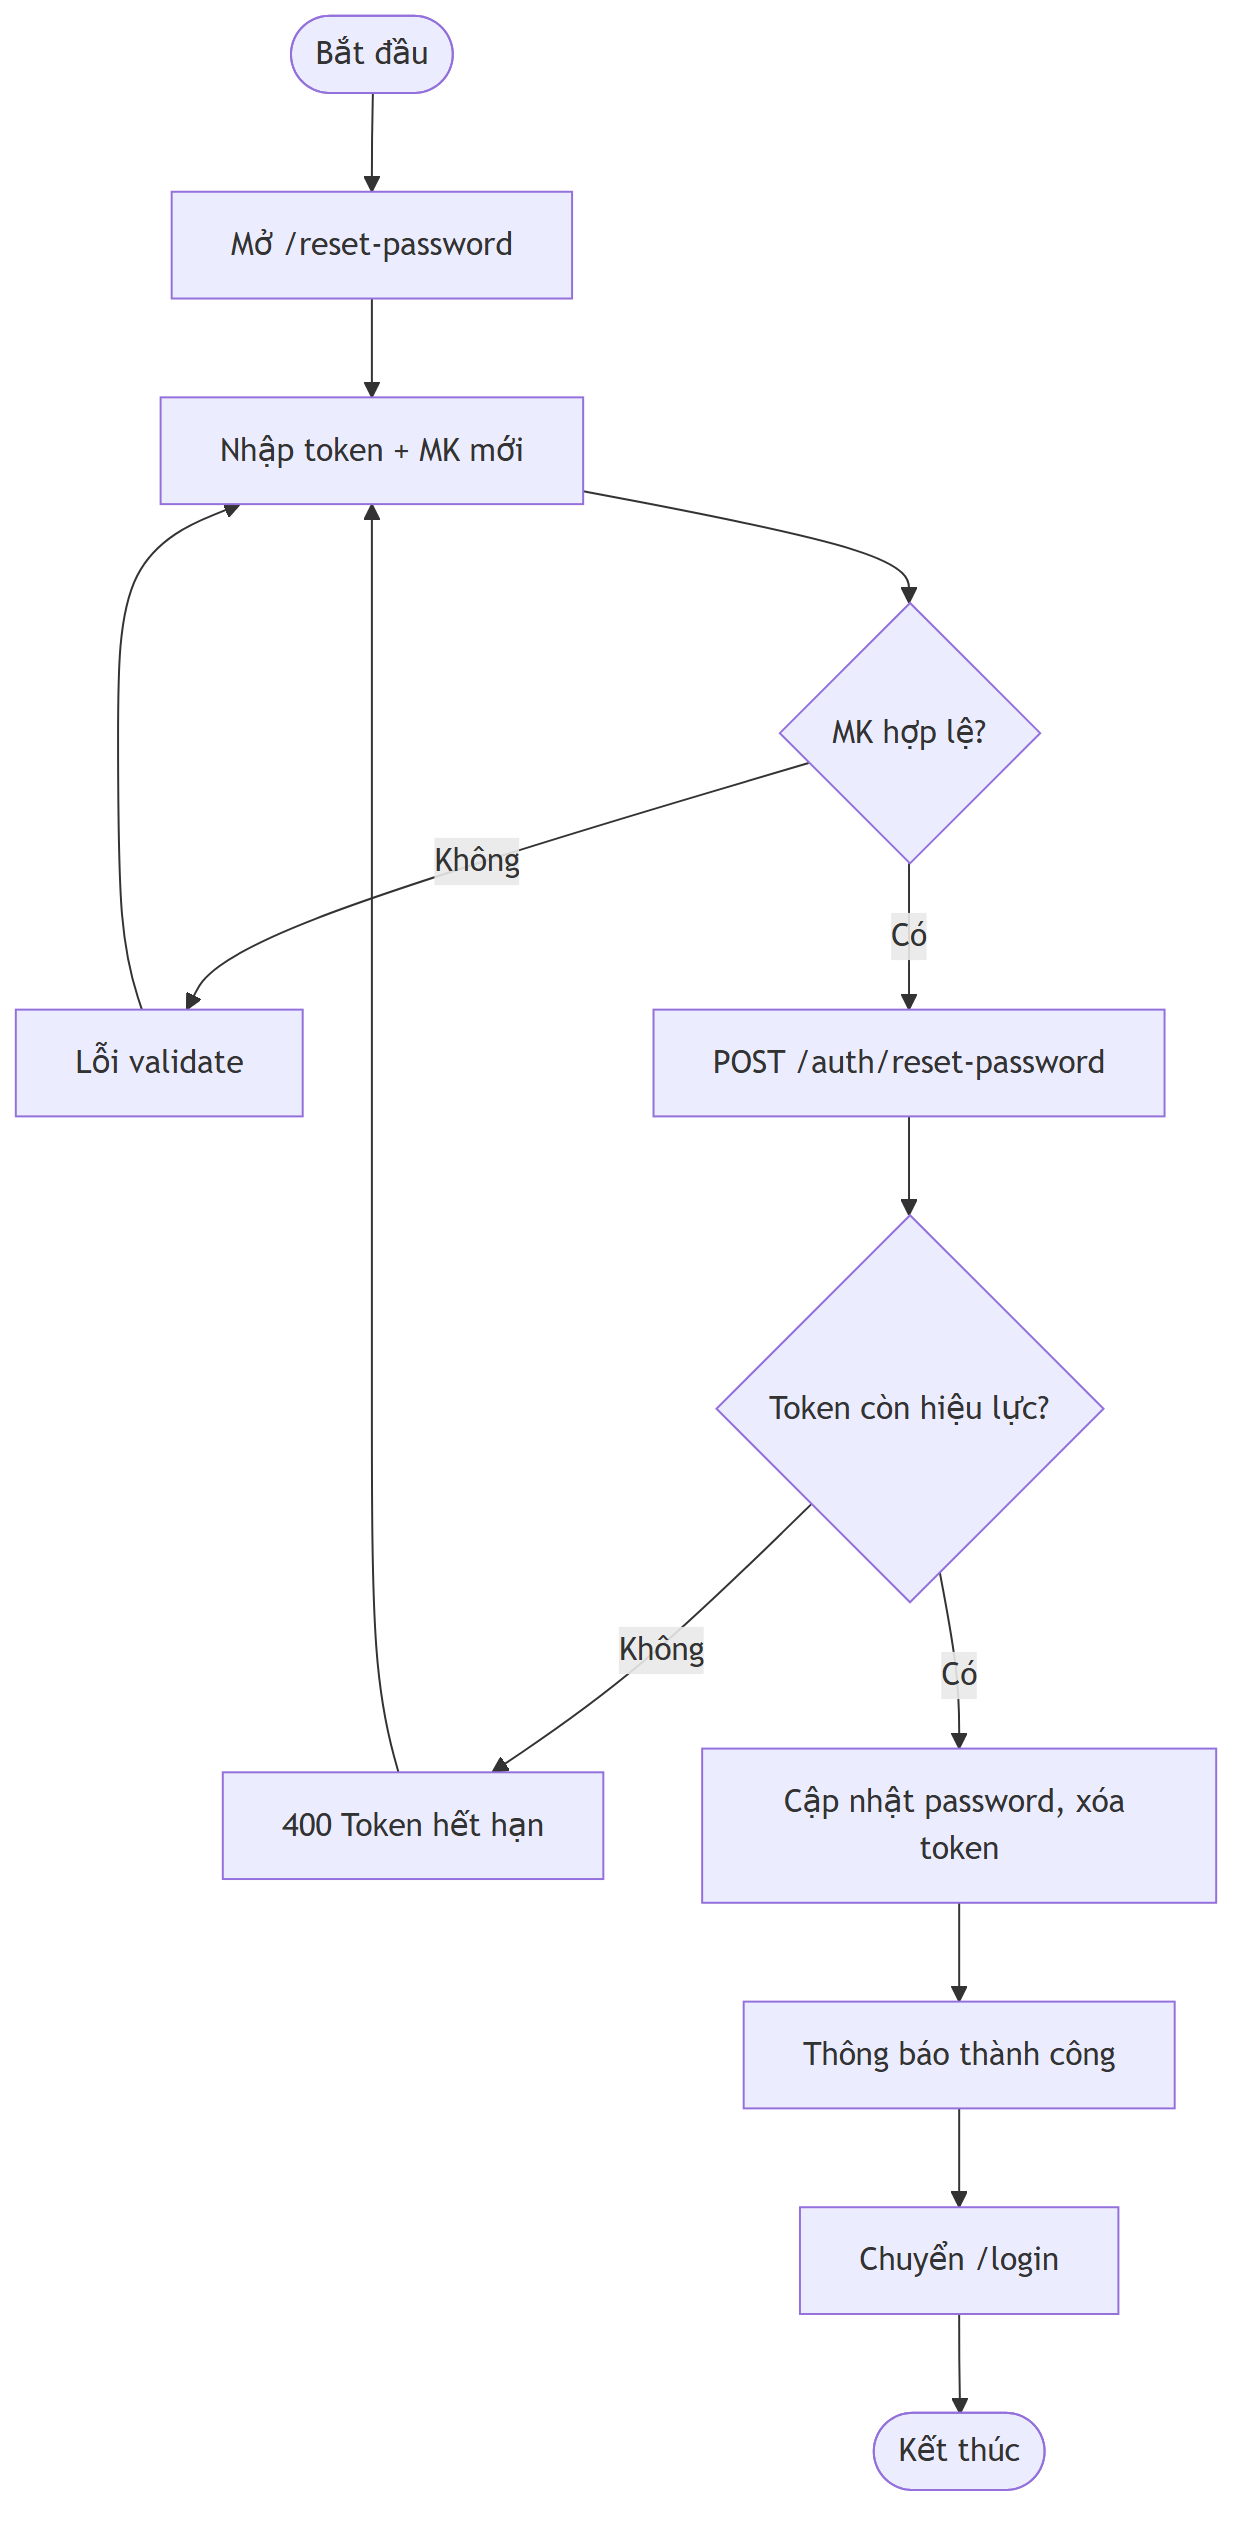 Bắt đầu
Mở /reset-password
Nhập token + MK mới
MK hợp lệ?
Không
Có
Lỗi validate
POST /auth/reset-password
Token còn hiệu lực?
Không
Có
400 Token hết hạn
Cập nhật password, xóa
token
Thông báo thành công
Chuyển /login
Kết thúc